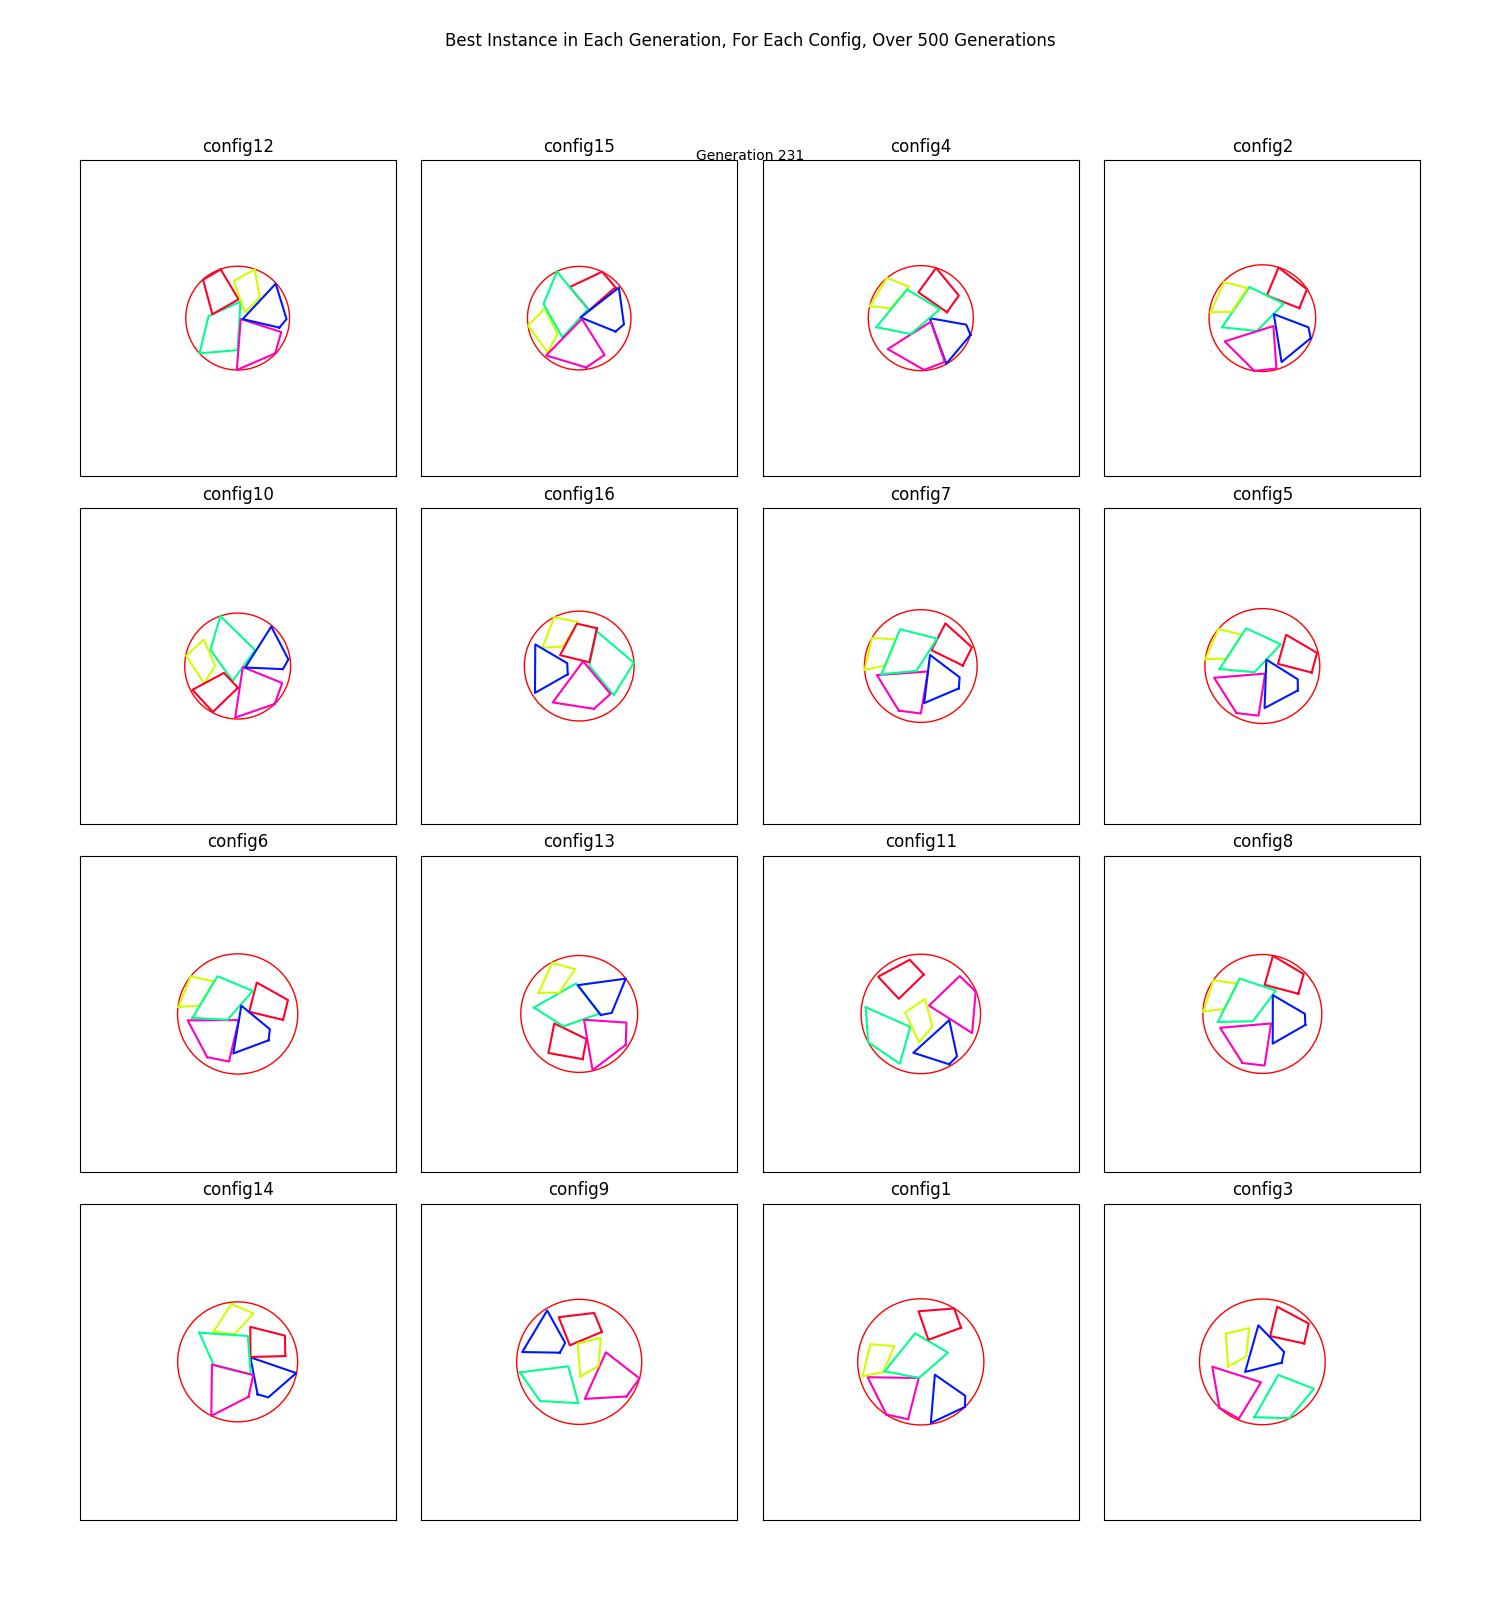 Best Instance in Each Generation, For Each Config, Over 500 Generations
Generation 231
config12
config15
config4
config2
config10
config16
config7
config5
config6
config13
config11
config8
config14
config9
config1
config3